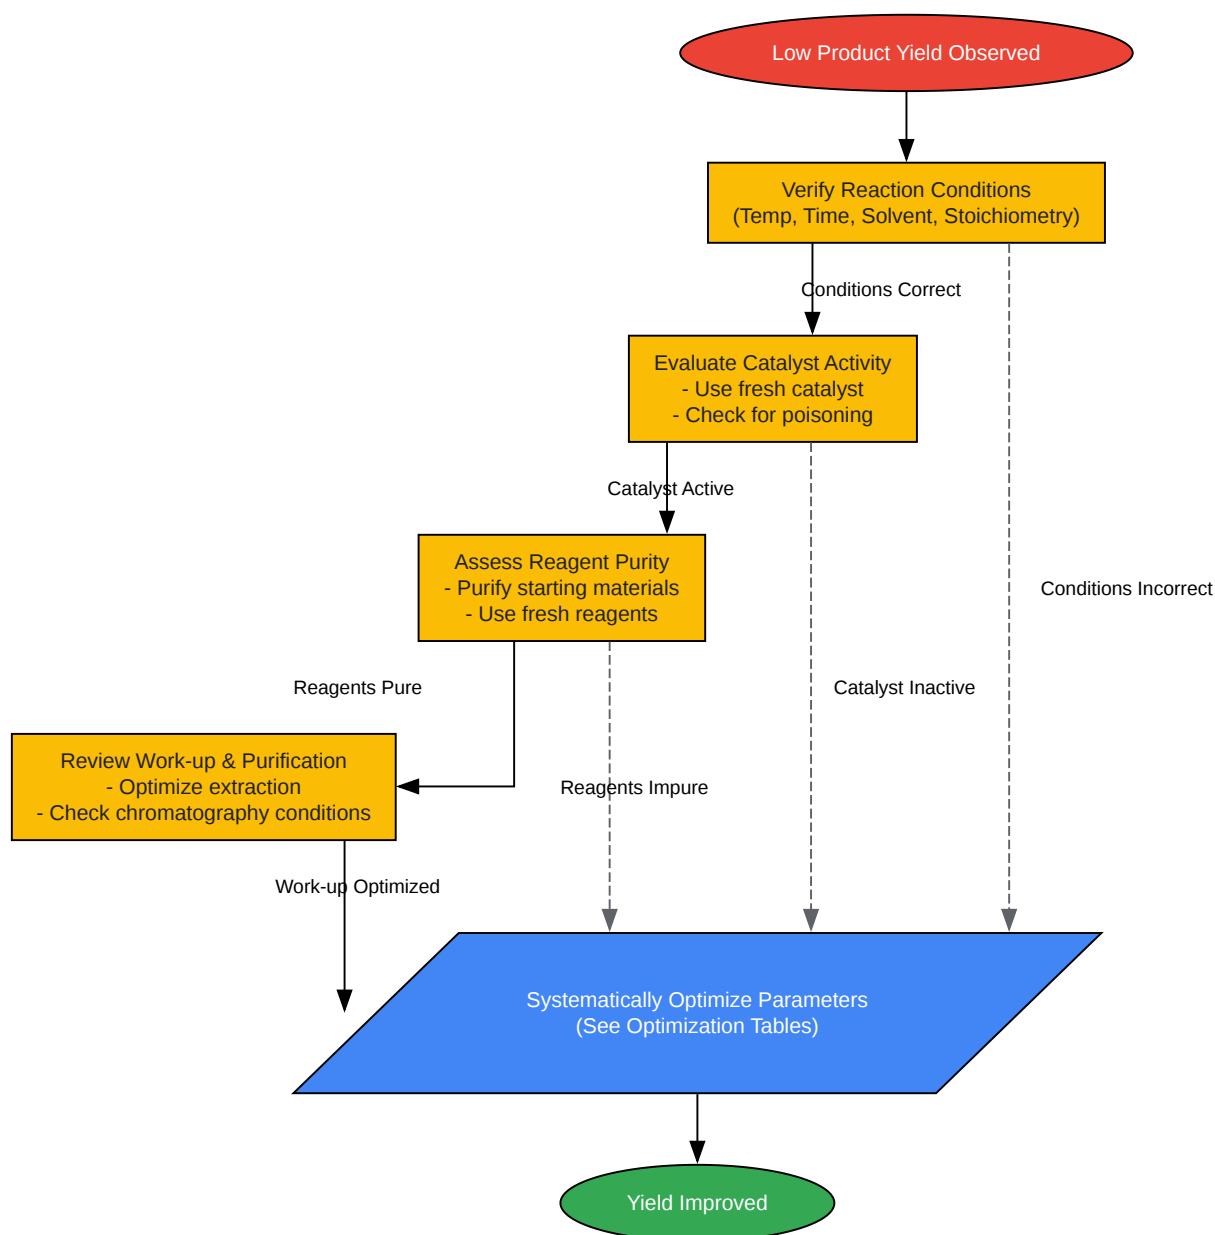 Low Product Yield Observed
Verify Reaction Conditions
(Temp, Time, Solvent, Stoichiometry)
Conditions Correct
Evaluate Catalyst Activity
- Use fresh catalyst
- Check for poisoning
Catalyst Active
Assess Reagent Purity
- Purify starting materials
- Use fresh reagents
Conditions Incorrect
Reagents Pure
Catalyst Inactive
Review Work-up & Purification
- Optimize extraction
- Check chromatography conditions
Reagents Impure
Work-up Optimized
Systematically Optimize Parameters
(See Optimization Tables)
Yield Improved